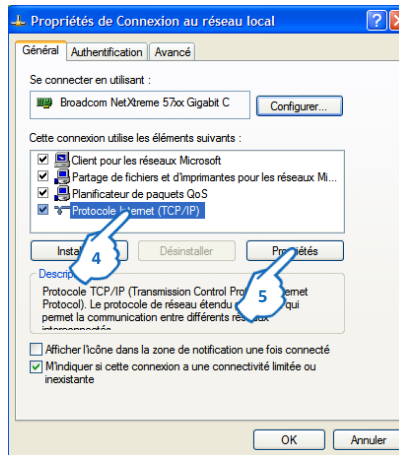 Propriétés de Connexion au réseau local
Général Authentification Avancé
Se connecter en utilisant :
Broadcom NetXtreme 57xx Gigabit C
Configurer...
Cette connexion utilise les éléments suivants :
Client pour les réseaux Microsoft
Partage de fichiers et d'imprimantes pour les réseaux Mi...
Planificateur de paquets QoS
Protocole Internet (TCP/IP)
4
Désinstaller
Propriétés
5
Protocole TCP/IP (Transmission Control
Protocol). Le protocole de réseau étendu qui
permet la communication entre différents réseaux
interconnectés
Afficher l'icône dans la zone de notification une fois connecté
M'indiquer si cette connexion a une connectivité limitée ou
inexistante
OK Annuler